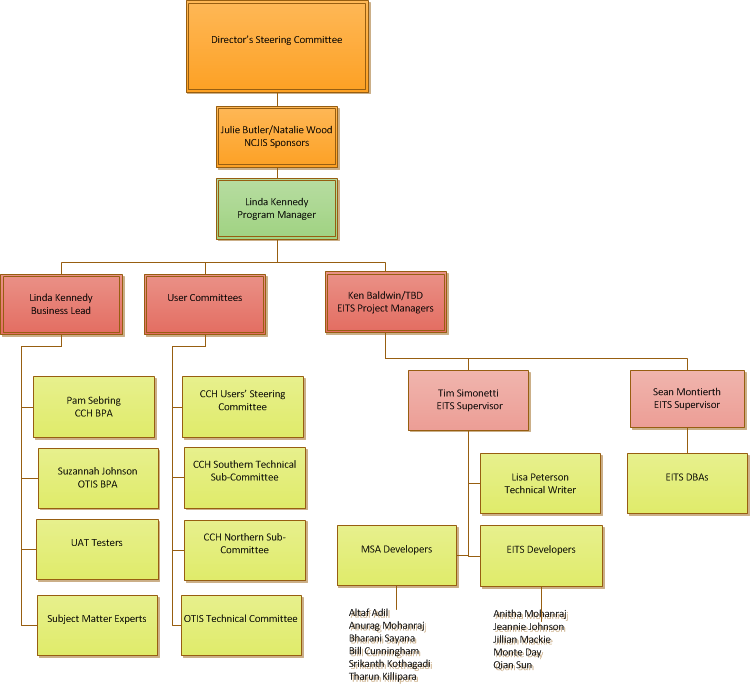 Director's Steering Committee
Julie Butler/Natalie Wood
NCJIS Sponsors
Linda Kennedy
Program Manager
Linda Kennedy
Business Lead
User Committees
Ken Baldwin/TBD
EITS Project Managers
Pam Sebring
CCH BPA
Suzannah Johnson
OTIS BPA
UAT Testers
Subject Matter Experts
CCH Users' Steering
Committee
CCH Southern Technical
Sub-Committee
CCH Northern Sub-
Committee
OTIS Technical Committee
Tim Simonetti
EITS Supervisor
Sean Montierth
EITS Supervisor
Lisa Peterson
Technical Writer
EITS DBAs
MSA Developers
EITS Developers
Altaf Adil
Anurag Mohanraj
Bharani Sayana
Bill Cunningham
Srikanth Kothagadi
Tharun Killipara
Anitha Mohanraj
Jeannie Johnson
Jillian Mackie
Monte Day
Qian Sun